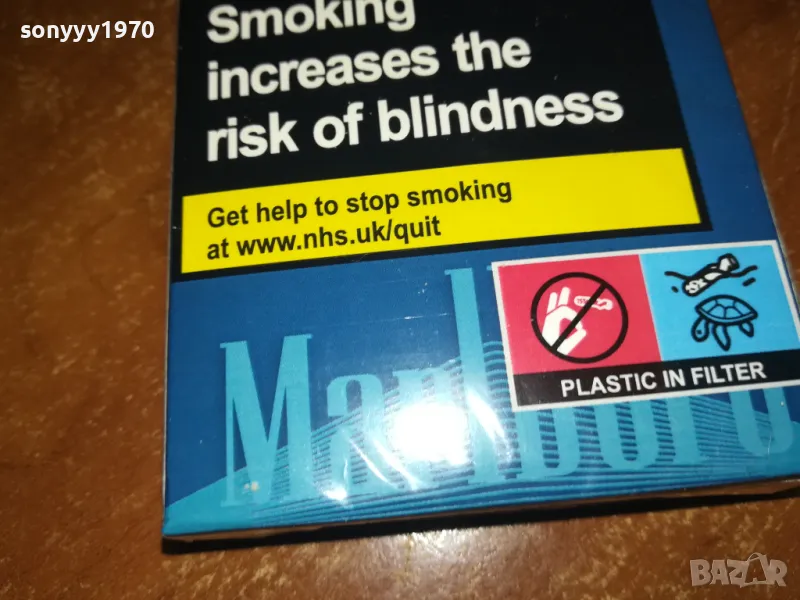 sonyyy1970
Smoking
increases the
risk of blindness
Get help to stop smoking
at www.nhs.uk/quit
PLASTIC IN FILTER
Marlboro
BAZAR